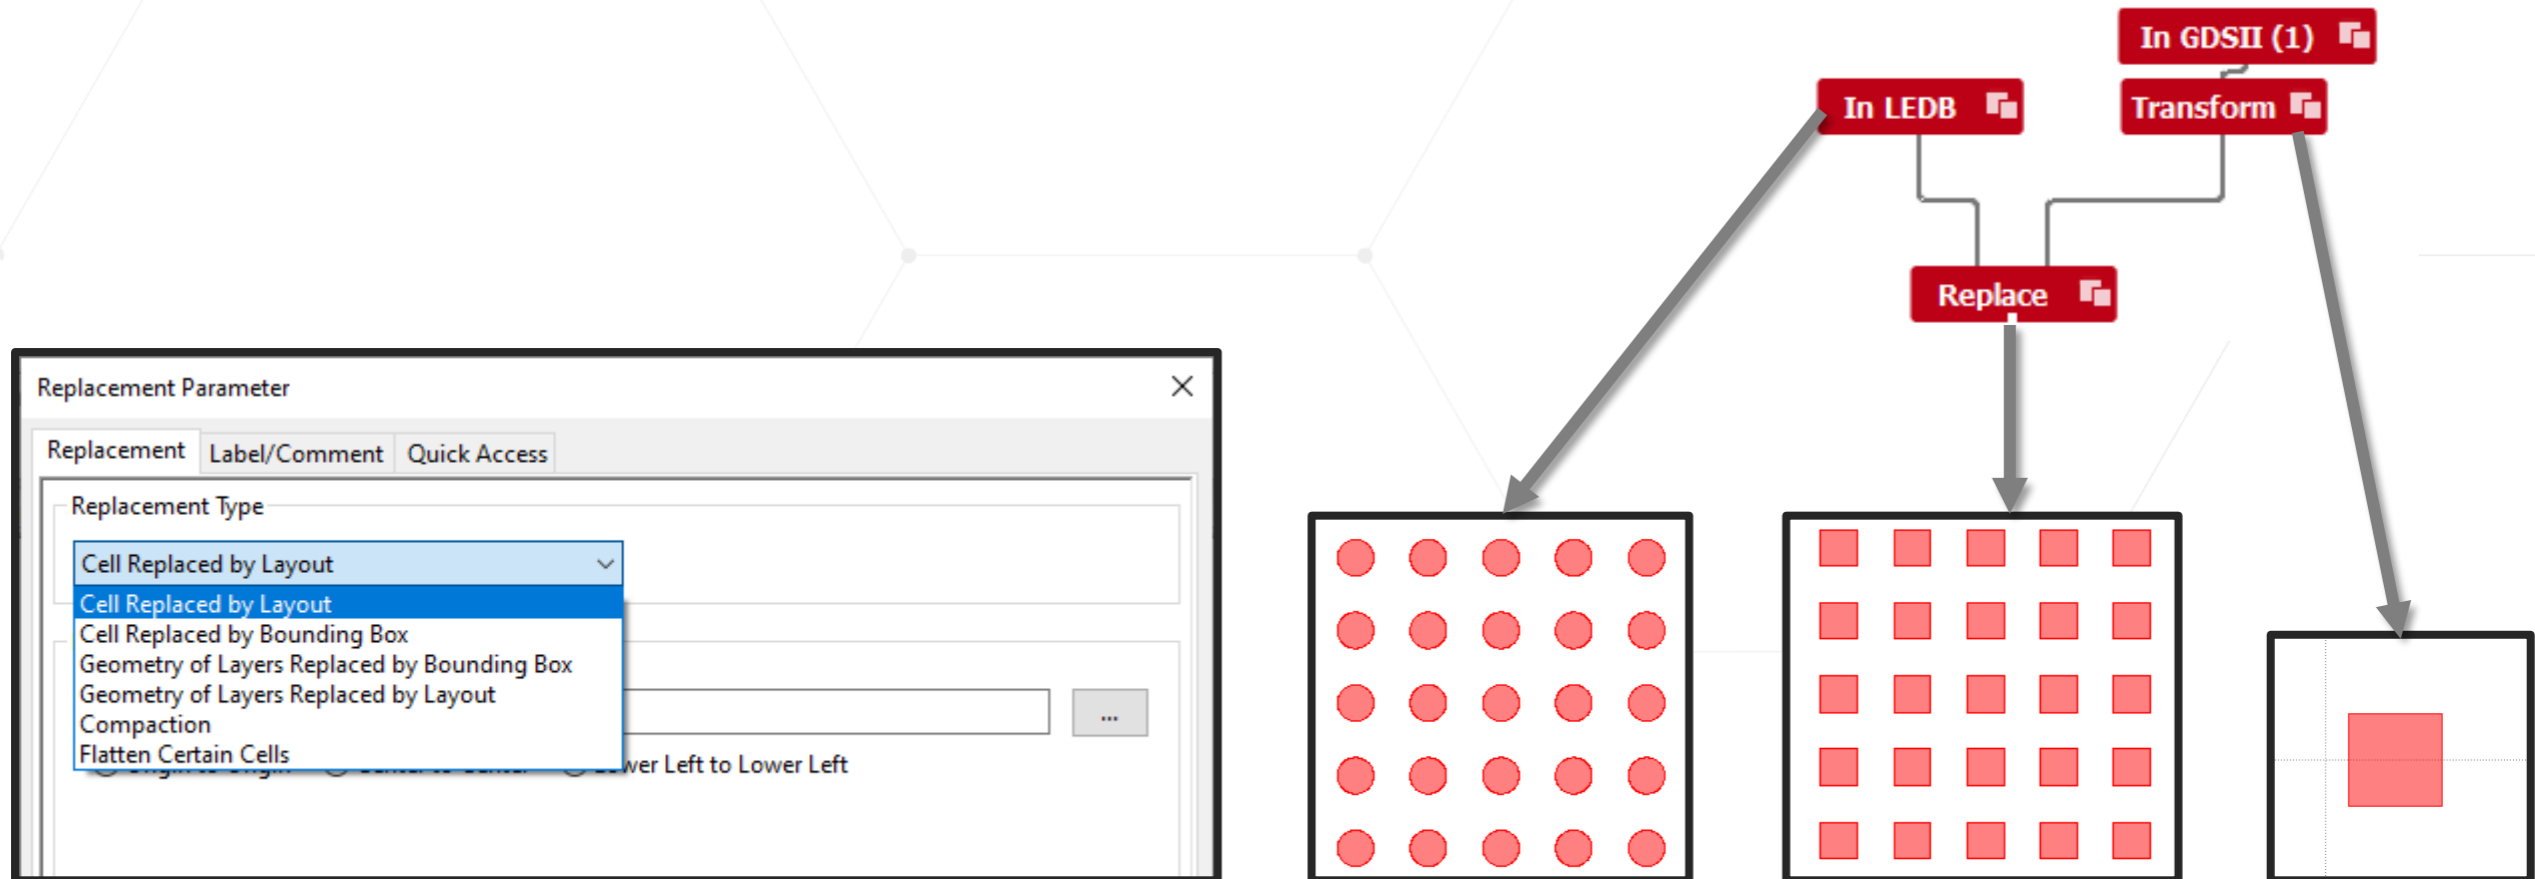 In GDSII (1)
In LEDB
Transform
Replace
Replacement Parameter
Replacement
Label/Comment
Quick Access
Replacement Type
Cell Replaced by Layout
Cell Replaced by Layout
Cell Replaced by Bounding Box
Geometry of Layers Replaced by Bounding Box
Geometry of Layers Replaced by Layout
Compaction
Flatten Certain Cells
...
Lower Left to Lower Left